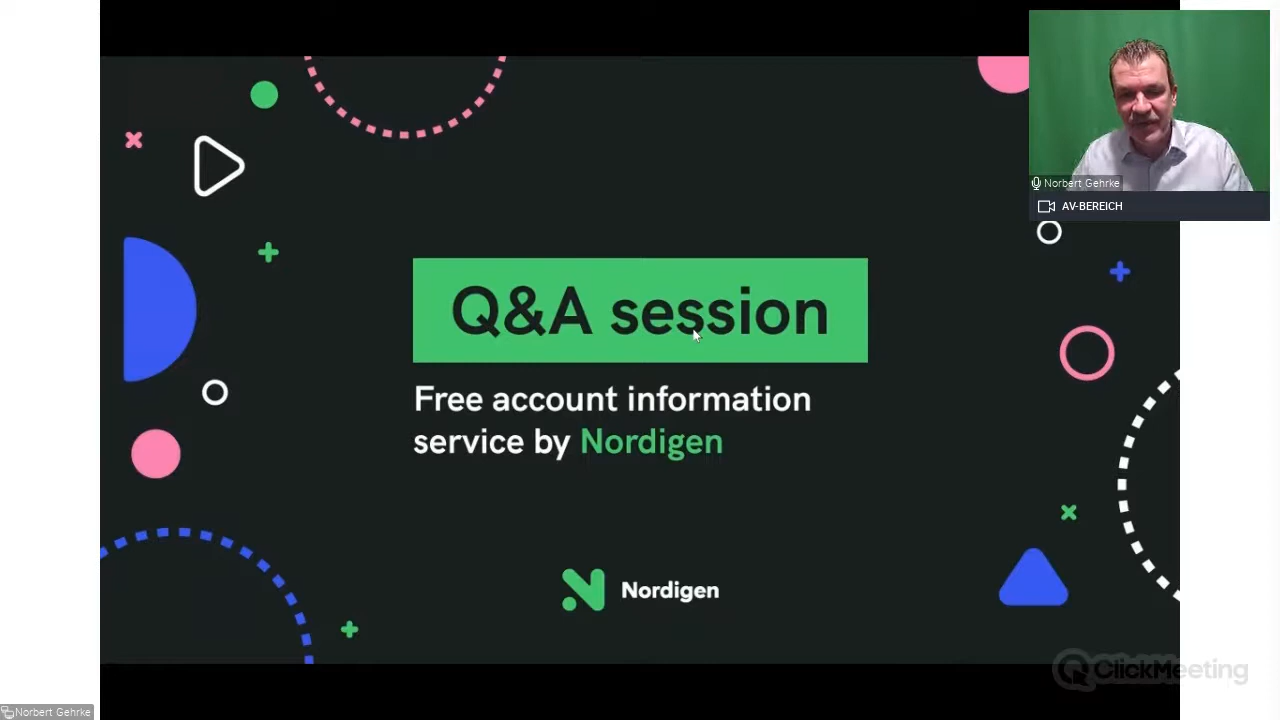 Norbert Gehrke
AV-BEREICH
Q&A session
Free account information
service by Nordigen
Nordigen
ClickMeeting
Norbert Gehrke